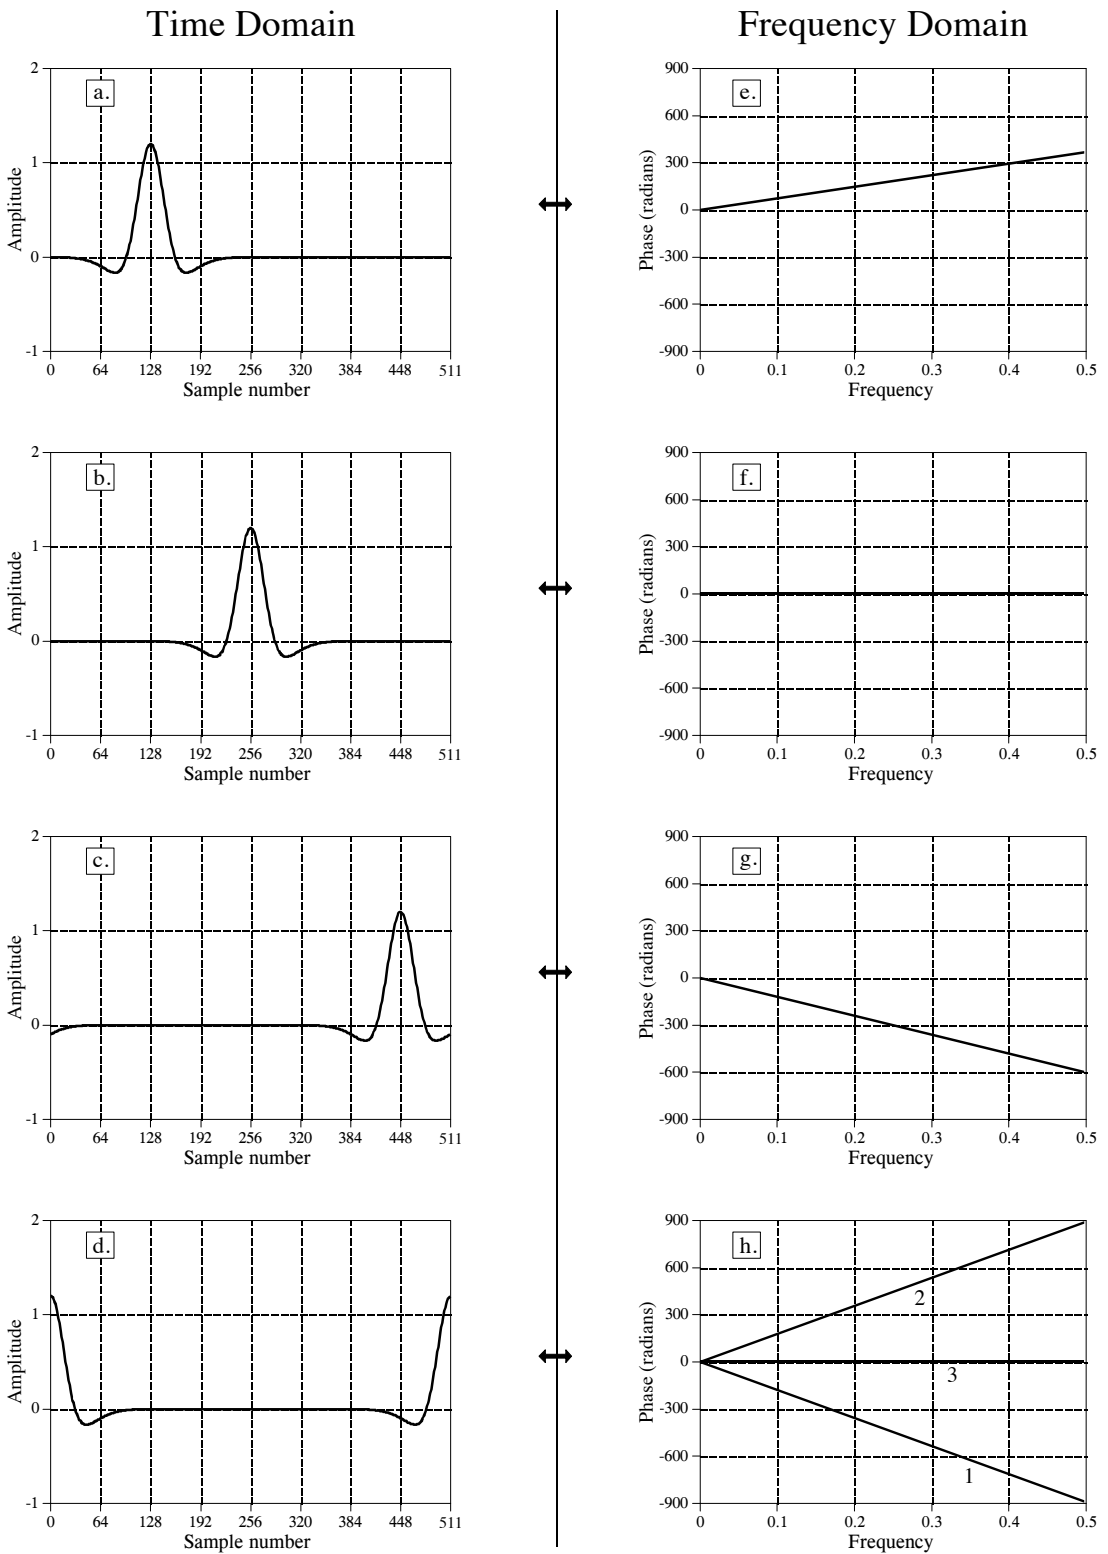 Time Domain
Frequency Domain
a.
2
1
0
-1
Amplitude
0 64 128 192 256 320 384 448 511
Sample number
e.
900
600
300
0
-300
-600
-900
Phase (radians)
0 0.1 0.2 0.3 0.4 0.5
Frequency
b.
2
1
0
-1
Amplitude
0 64 128 192 256 320 384 448 511
Sample number
f.
900
600
300
0
-300
-600
-900
Phase (radians)
0 0.1 0.2 0.3 0.4 0.5
Frequency
c.
2
1
0
-1
Amplitude
0 64 128 192 256 320 384 448 511
Sample number
g.
900
600
300
0
-300
-600
-900
Phase (radians)
0 0.1 0.2 0.3 0.4 0.5
Frequency
d.
2
1
0
-1
Amplitude
0 64 128 192 256 320 384 448 511
Sample number
h.
900
600
300
0
-300
-600
-900
Phase (radians)
2
3
1
0 0.1 0.2 0.3 0.4 0.5
Frequency